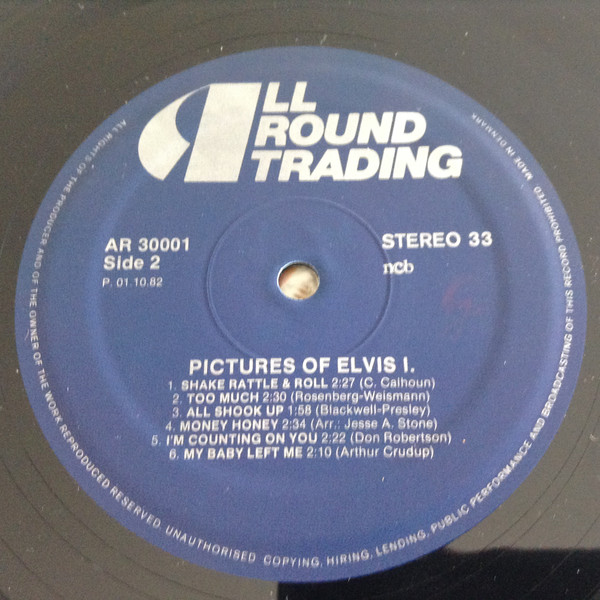 ALL
ROUND
TRADING
AR 30001
Side 2
P. 01.10.82
STEREO 33
ncb
PICTURES OF ELVIS I.
1. SHAKE RATTLE & ROLL 2:27 (C. Calhoun)
2. TOO MUCH 2:30 (Rosenberg-Weismann)
3. ALL SHOOK UP 1:58 (Blackwell-Presley)
4. MONEY HONEY 2:34 (Arr.: Jesse A. Stone)
5. I'M COUNTING ON YOU 2:22 (Don Robertson)
6. MY BABY LEFT ME 2:10 (Arthur Crudup)
ALL RIGHTS OF THE PRODUCER AND OF THE OWNER OF THE WORK REPRODUCED RESERVED. UNAUTHORISED COPYING, HIRING, LENDING, PUBLIC PERFORMANCE AND BROADCASTING OF THIS RECORD PROHIBITED MADE IN DENMARK